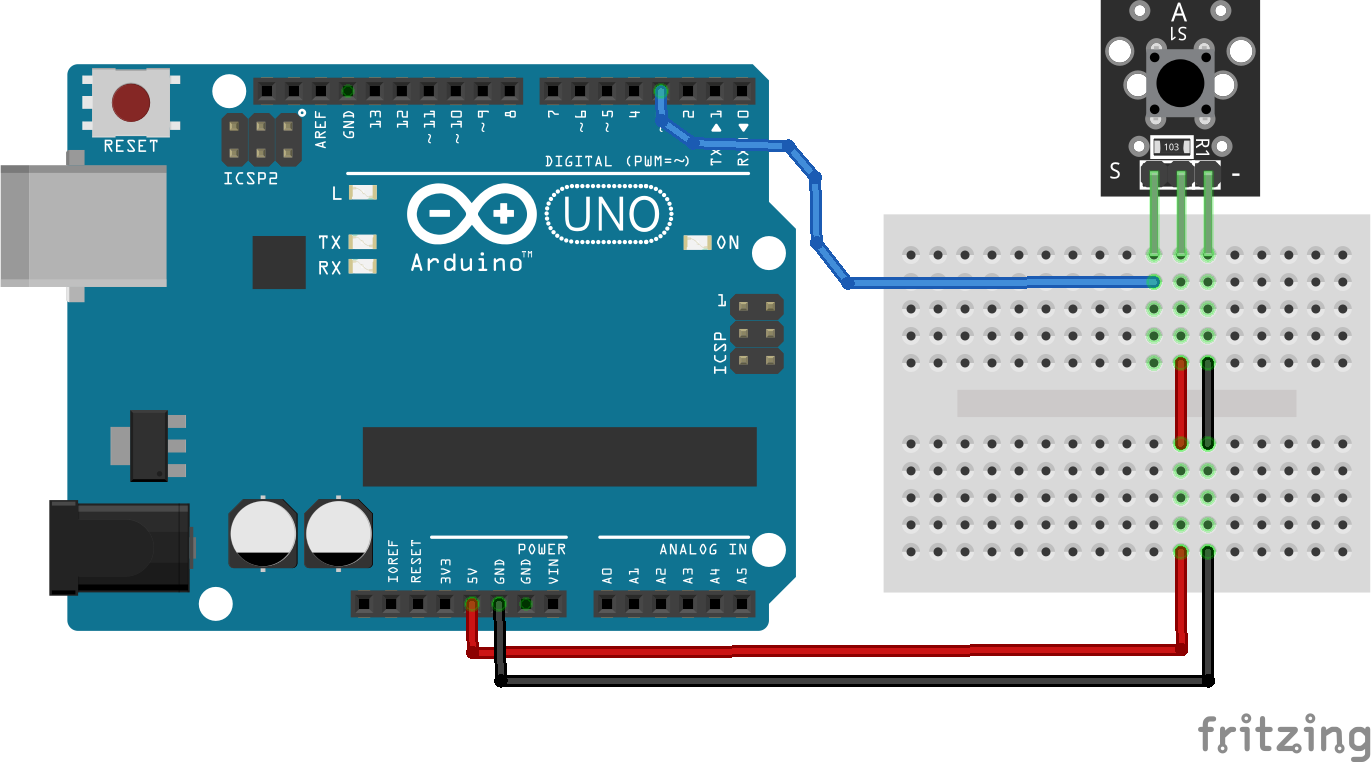 A
S1
RESET
ICSP2
AREF
GND
13
12
~11
~10
~9
8
7
~6
~5
4
~
2
TX 1
RX 0
DIGITAL (PWM=~)
L
TX
RX
UNO
Arduino™
ON
1
ICSP
S
103
R1
-
POWER
ANALOG IN
IOREF
RESET
3V3
5V
GND
GND
VIN
A0
A1
A2
A3
A4
A5
fritzing